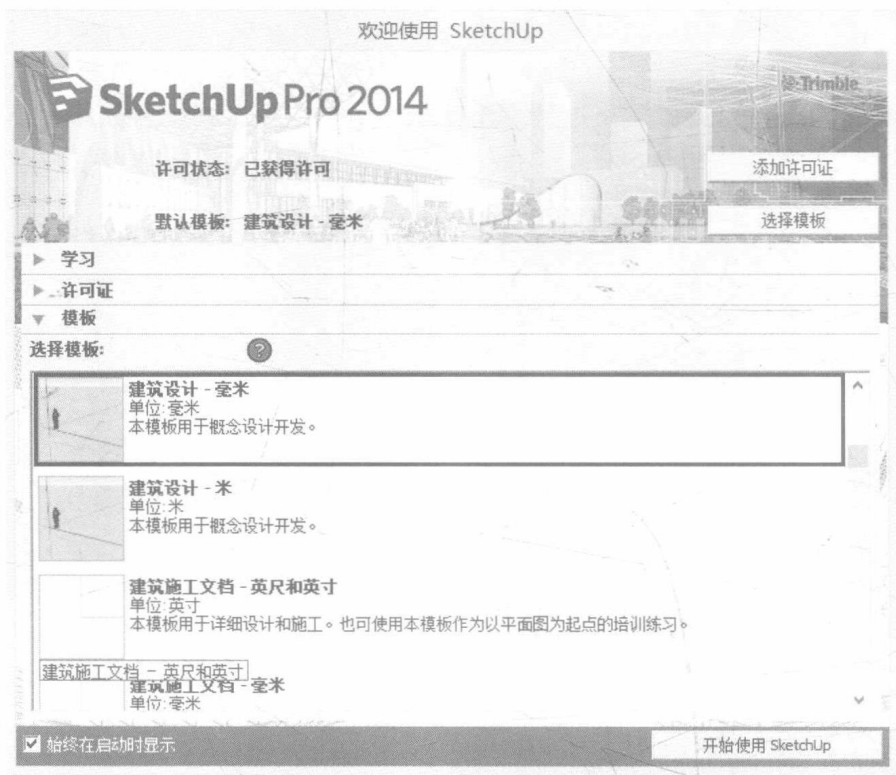 欢迎使用 SketchUp
SketchUp Pro 2014
Trimble
许可状态: 已获得许可
添加许可证
默认模板: 建筑设计 - 毫米
选择模板
学习
许可证
模板
选择模板:
?
建筑设计 - 毫米
单位:毫米
本模板用于概念设计开发。
建筑设计 - 米
单位:米
本模板用于概念设计开发。
建筑施工文档 - 英尺和英寸
单位:英寸
本模板用于详细设计和施工。也可使用本模板作为以平面图为起点的培训练习。
建筑施工文档 - 英尺和英寸
建筑施工文档 - 毫米
单位:毫米
始终在启动时显示
开始使用 SketchUp